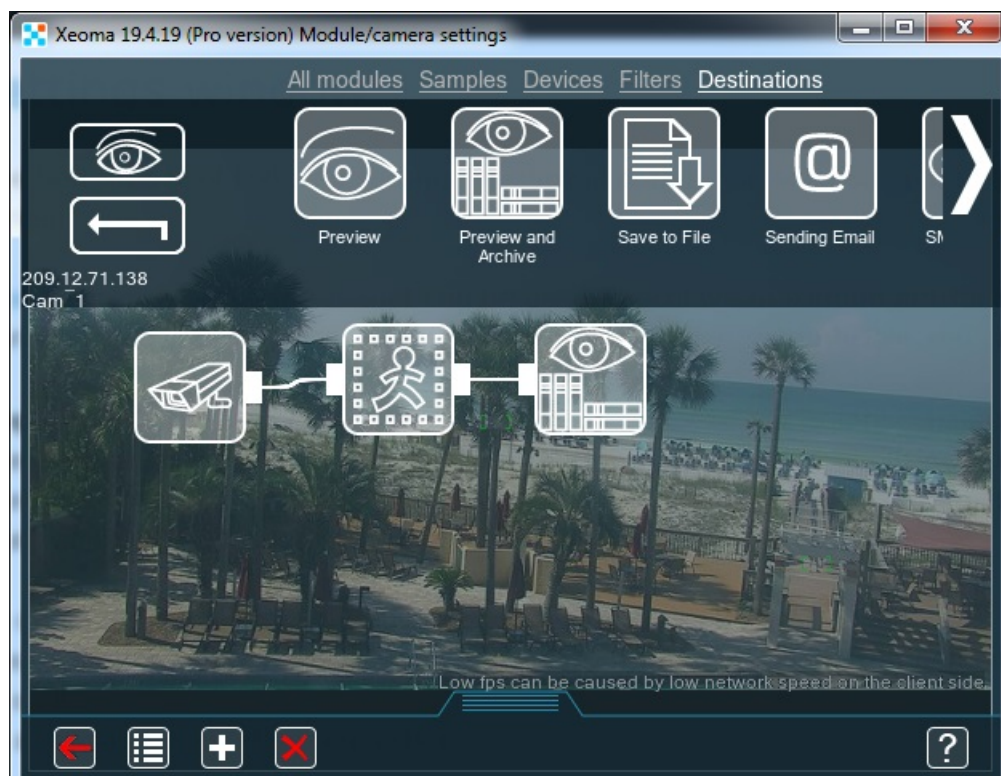 Xeoma 19.4.19 (Pro version) Module/camera settings
All modules Samples Devices Filters Destinations
Preview
Preview and
Archive
Save to File
Sending Email
209.12.71.138
Cam_1
Low fps can be caused by low network speed on the client side.